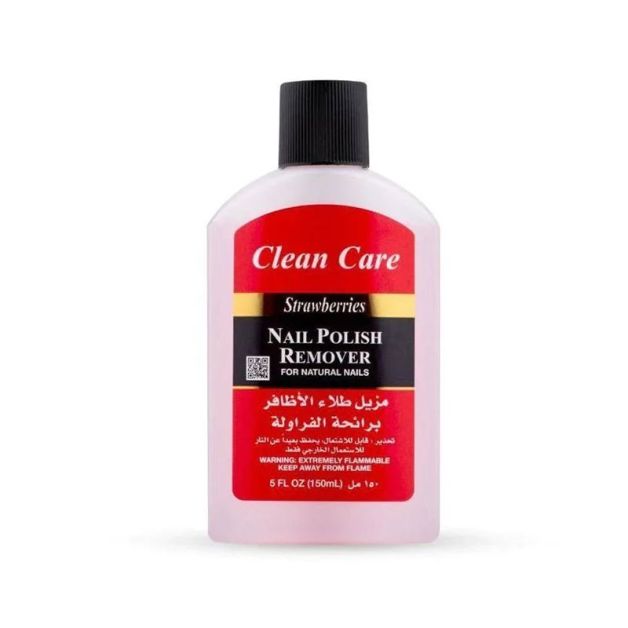 Clean Care
Strawberries
NAIL POLISH
REMOVER
FOR NATURAL NAILS
مزيل طلاء الأظافر
برائحة الفراولة
تحذير : قابل للاشتعال، يحفظ بعيداً عن النار
للاستعمال الخارجي فقط
WARNING: EXTREMELY FLAMMABLE
KEEP AWAY FROM FLAME
5 FL OZ (150mL) ١٥٠ مل